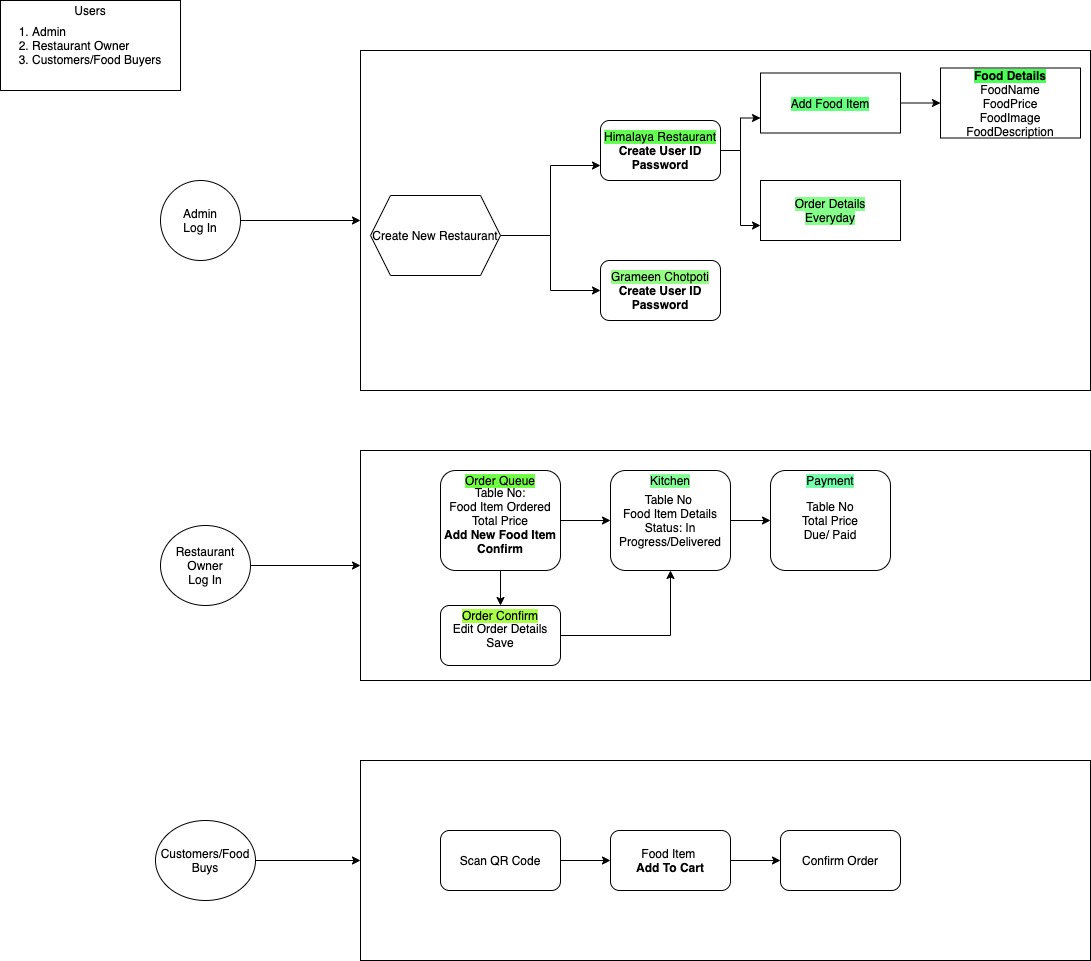 Users
1. Admin
2. Restaurant Owner
3. Customers/Food Buyers
Admin
Log In
Create New Restaurant
Himalaya Restaurant
Create User ID
Password
Grameen Chotpoti
Create User ID
Password
Add Food Item
Order Details
Everyday
Food Details
FoodName
FoodPrice
FoodImage
FoodDescription
Restaurant
Owner
Log In
Order Queue
Table No:
Food Item Ordered
Total Price
Add New Food Item
Confirm
Order Confirm
Edit Order Details
Save
Kitchen
Table No
Food Item Details
Status: In
Progress/Delivered
Payment
Table No
Total Price
Due/ Paid
Customers/Food
Buys
Scan QR Code
Food Item
Add To Cart
Confirm Order